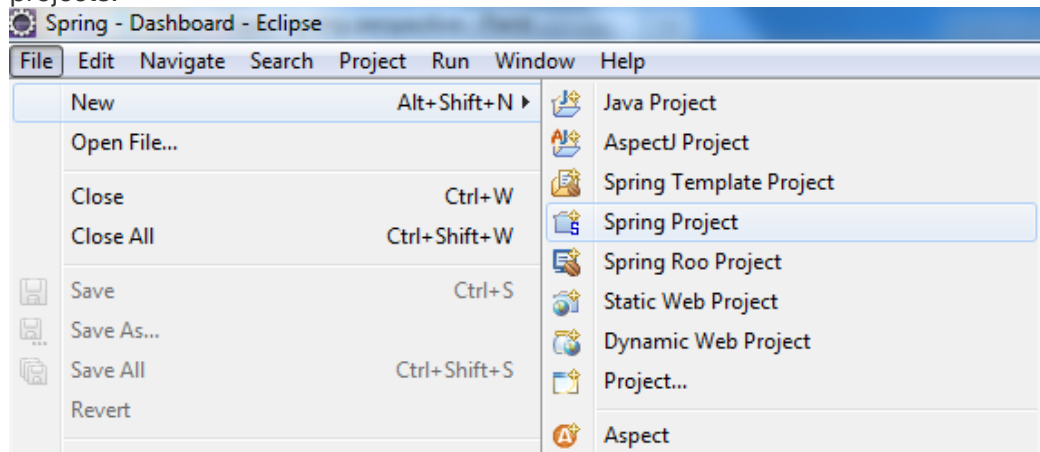 projects.
Spring - Dashboard - Eclipse
File Edit Navigate Search Project Run Window Help
New Alt+Shift+N
Open File...
Close Ctrl+W
Close All Ctrl+Shift+W
Save Ctrl+S
Save As...
Save All Ctrl+Shift+S
Revert
Java Project
AspectJ Project
Spring Template Project
Spring Project
Spring Roo Project
Static Web Project
Dynamic Web Project
Project...
Aspect